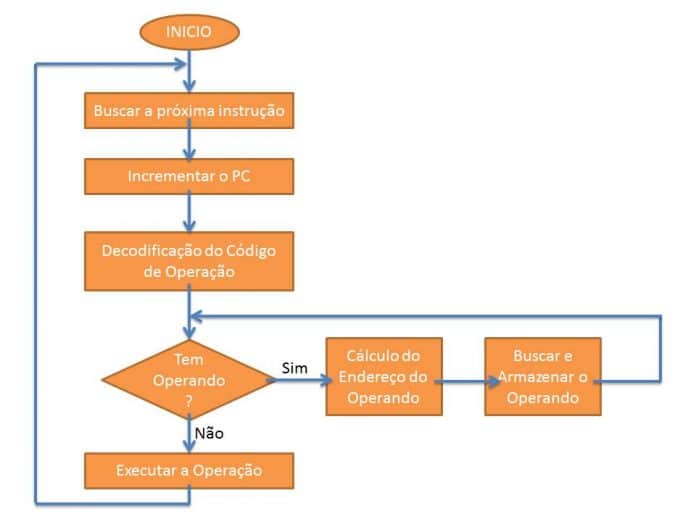 INICIO
Buscar a próxima instrução
Incrementar o PC
Decodificação do Código
de Operação
Tem
Operando
?
Sim
Cálculo do
Endereço do
Operando
Buscar e
Armazenar o
Operando
Não
Executar a Operação